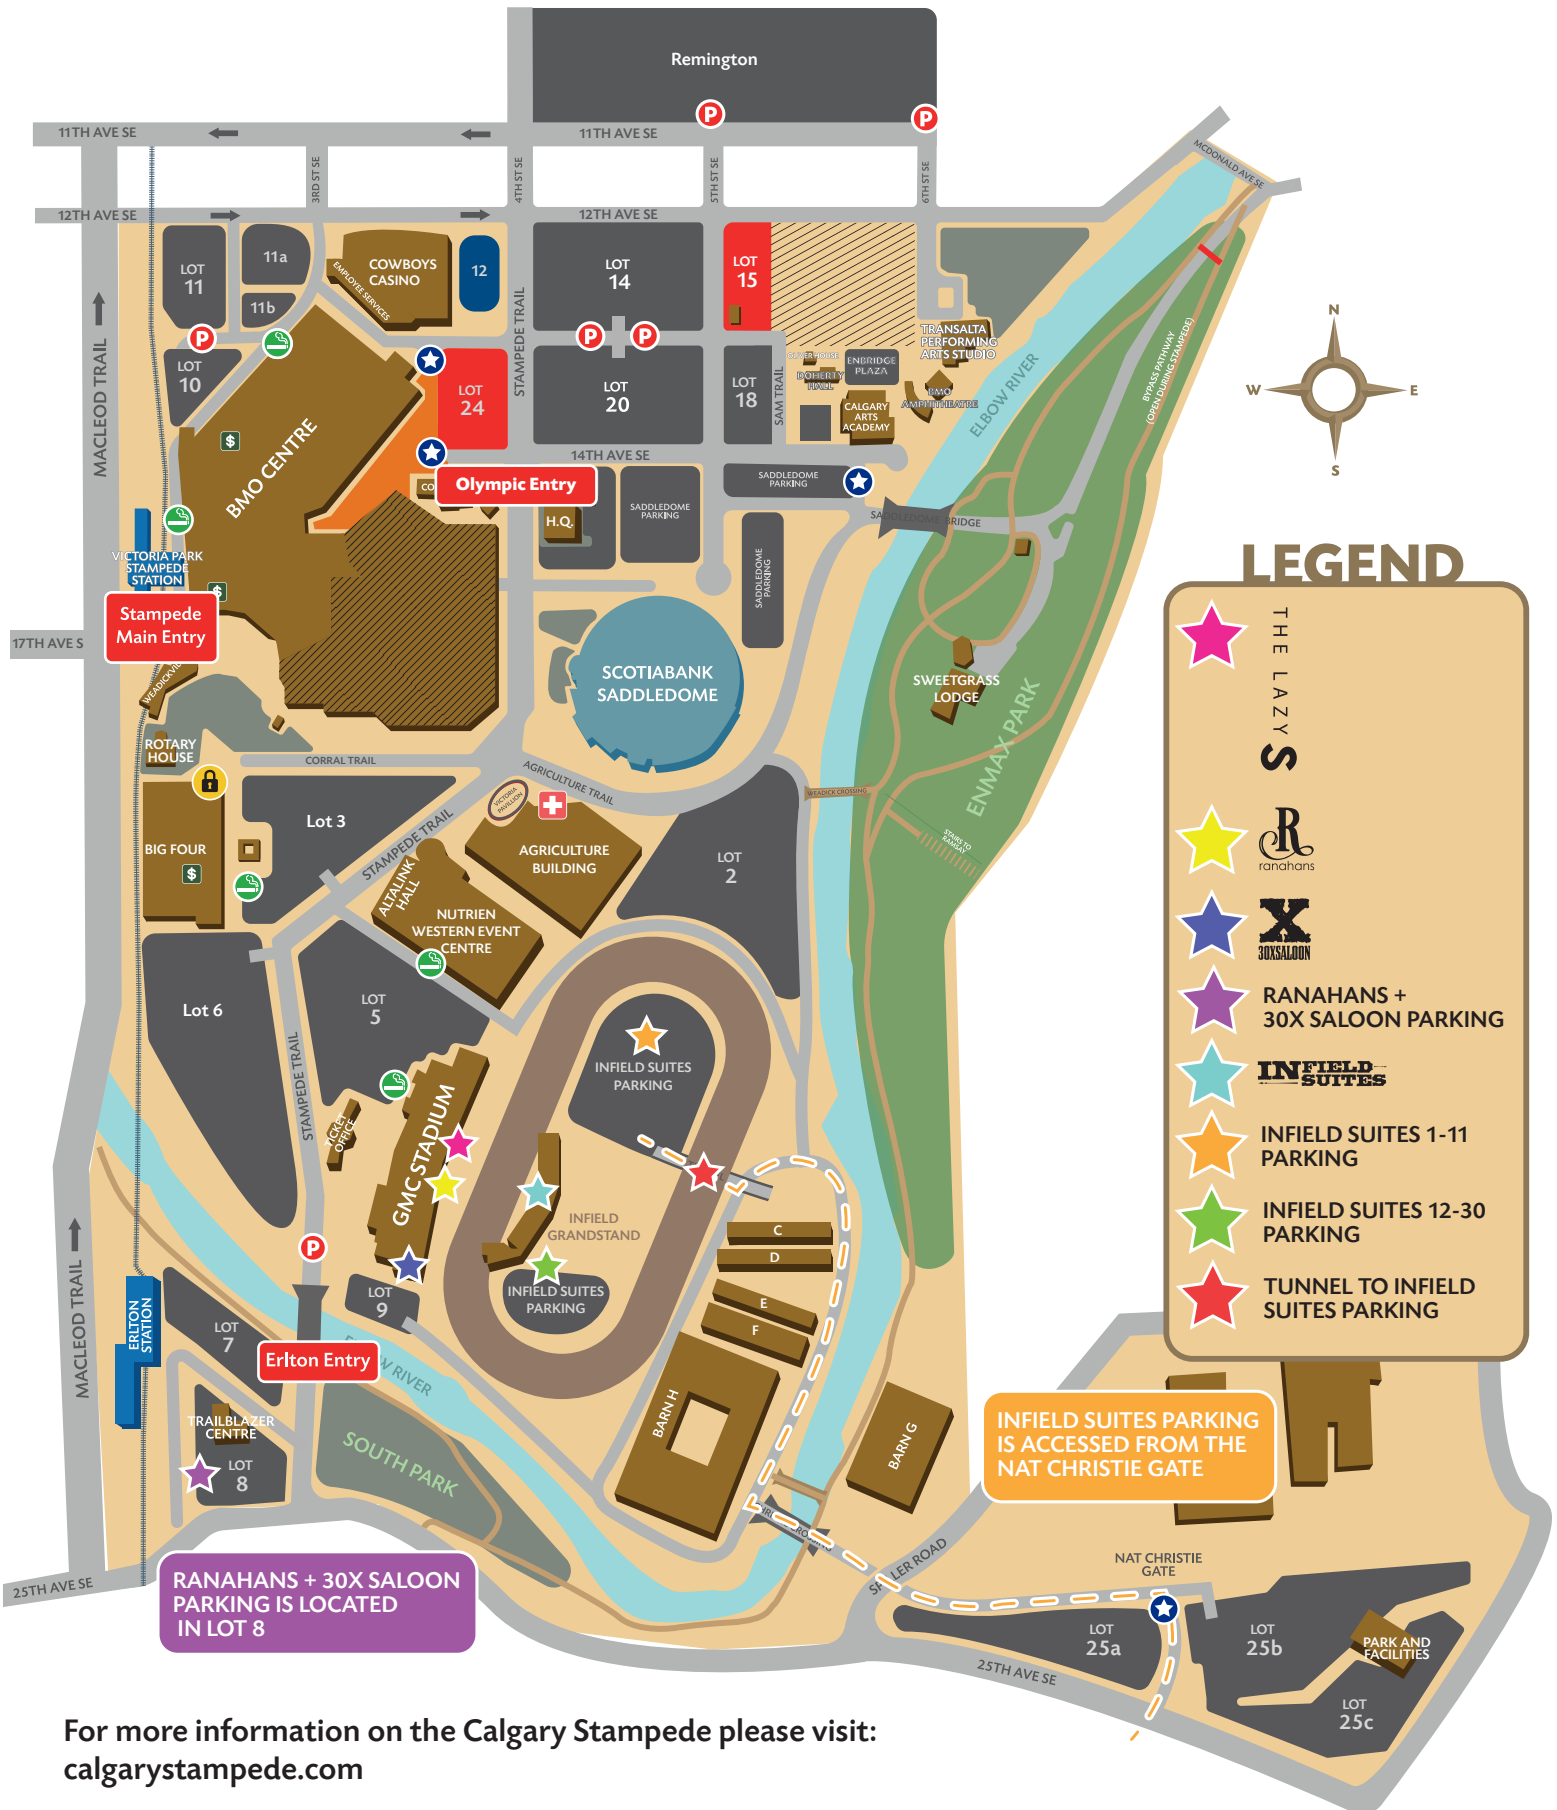 Remington
P
P
11TH AVE SE
11TH AVE SE
3RD ST SE
4TH ST SE
5TH ST SE
6TH ST SE
MCDONALD AVE SE
12TH AVE SE
12TH AVE SE
LOT
11
11a
11b
EMPLOYEE SERVICES
COWBOYS
CASINO
12
LOT
14
LOT
15
P
P
P
LOT
10
LOT
24
STAMPEDE TRAIL
LOT
20
LOT
18
SAM TRAIL
OLIVER HOUSE
DOHERTY
HALL
ENBRIDGE
PLAZA
TRANSALTA
PERFORMING
ARTS STUDIO
BMO
AMPHITHEATRE
CALGARY
ARTS
ACADEMY
ELBOW RIVER
BYPASS PATHWAY
(OPEN DURING STAMPEDE)
N
W
E
S
MACLEOD TRAIL
$
BMO CENTRE
14TH AVE SE
CO
Olympic Entry
H.Q.
SADDLEDOME
PARKING
SADDLEDOME
PARKING
SADDLEDOME
PARKING
SADDLEDOME BRIDGE
VICTORIA PARK
STAMPEDE
STATION
$
Stampede
Main Entry
17TH AVE S
WEADICKVI
SCOTIABANK
SADDLEDOME
SWEETGRASS
LODGE
ENMAX PARK
ROTARY
HOUSE
CORRAL TRAIL
AGRICULTURE TRAIL
WEADICK CROSSING
STAIRS TO
RAMSAY
VICTORIA
PAVILLION
Lot 3
STAMPEDE TRAIL
BIG FOUR
$
ALTALINK
HALL
AGRICULTURE
BUILDING
LOT
2
NUTRIEN
WESTERN EVENT
CENTRE
Lot 6
LOT
5
STAMPEDE TRAIL
INFIELD SUITES
PARKING
TICKET
OFFICE
GMC STADIUM
INFIELD
GRANDSTAND
C
D
E
F
P
INFIELD SUITES
PARKING
LOT
9
MACLEOD TRAIL
ERLTON
STATION
LOT
7
Erlton Entry
W RIVER
TRAILBLAZER
CENTRE
LOT
8
SOUTH PARK
BARN H
BARN G
25TH AVE SE
NAT CHRISTIE
GATE
LOT
25a
LOT
25b
PARK AND
FACILITIES
LOT
25c
25TH AVE SE
LEGEND
THE LAZY
S
R
ranahans
X
30XSALOON
RANAHANS +
30X SALOON PARKING
INFIELD
SUITES
INFIELD SUITES 1-11
PARKING
INFIELD SUITES 12-30
PARKING
TUNNEL TO INFIELD
SUITES PARKING
INFIELD SUITES PARKING
IS ACCESSED FROM THE
NAT CHRISTIE GATE
RANAHANS + 30X SALOON
PARKING IS LOCATED
IN LOT 8
For more information on the Calgary Stampede please visit:
calgarystampede.com